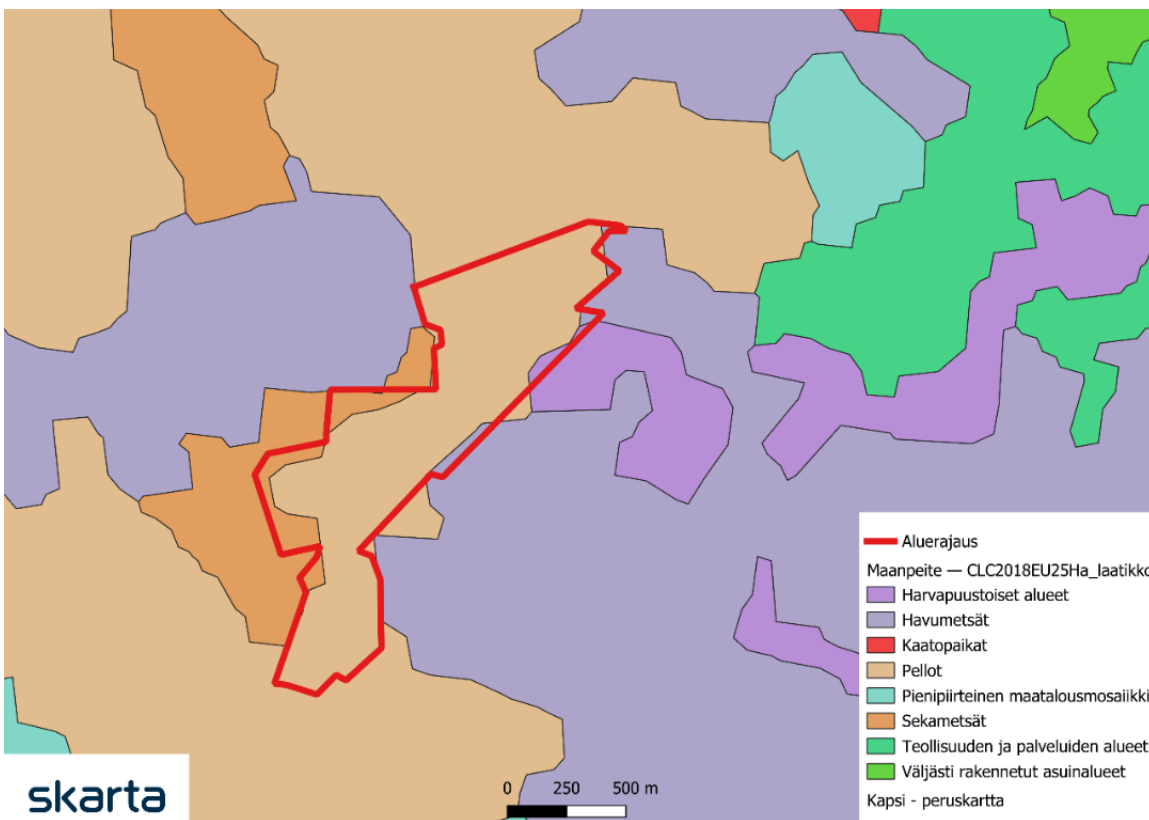 Aluerajaus
Maanpeite — CLC2018EU25Ha_laatikko
Harvapuustoiset alueet
Havumetsät
Kaatopaikat
Pellot
Pienipiirteinen maatalousmosaiikki
Sekametsät
Teollisuuden ja palveluiden alueet
Väljästi rakennetut asuinalueet
Kapsi - peruskartta
skarta
0 250 500 m